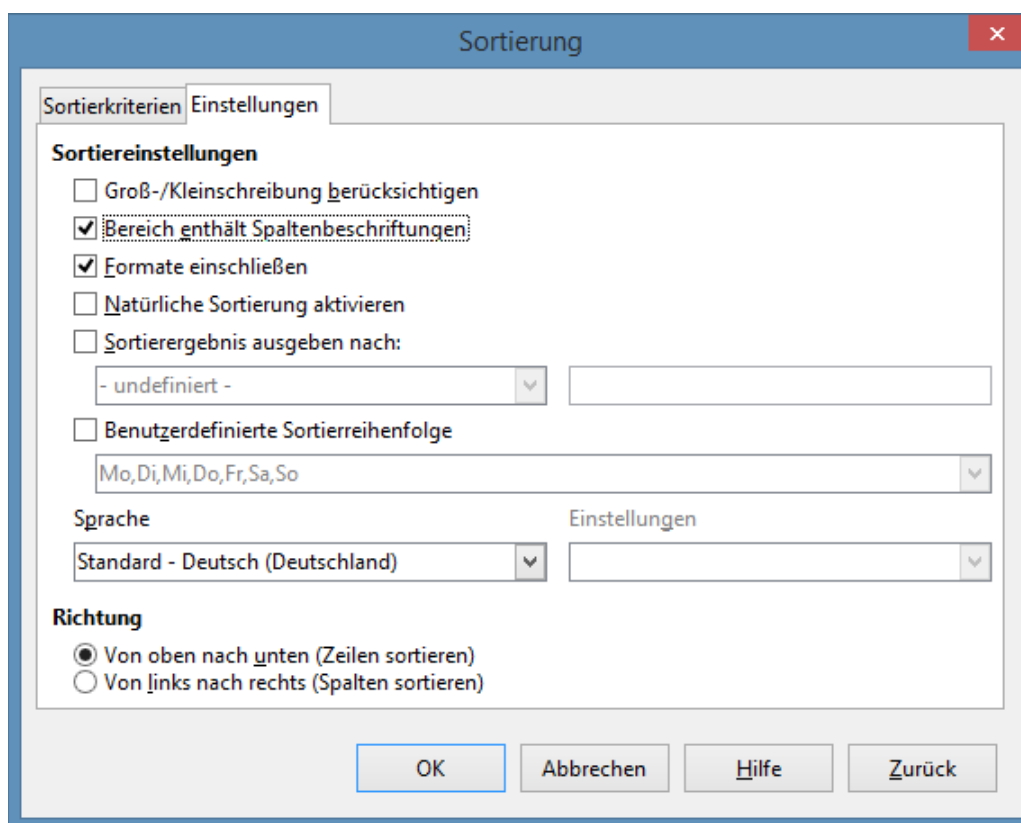 Sortierung
Sortierkriterien Einstellungen
Sortiereinstellungen
Groß-/Kleinschreibung berücksichtigen
Bereich enthält Spaltenbeschriftungen
Formate einschließen
Natürliche Sortierung aktivieren
Sortierergebnis ausgeben nach:
- undefiniert -
Benutzerdefinierte Sortierreihenfolge
Mo,Di,Mi,Do,Fr,Sa,So
Sprache Einstellungen
Standard - Deutsch (Deutschland)
Richtung
Von oben nach unten (Zeilen sortieren)
Von links nach rechts (Spalten sortieren)
OK Abbrechen Hilfe Zurück